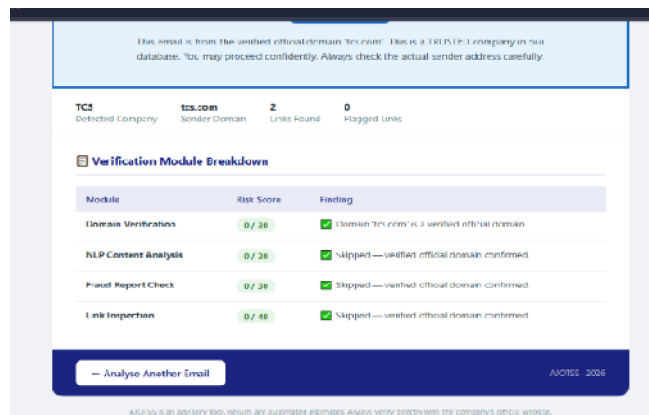 This email is from the verified official domain 'tcs.com'. This is a TRUSTED company in our
database. You may proceed confidently. Always check the actual sender address carefully.
TCS tcs.com 2 0
Detected Company Sender Domain Links Found Flagged Links
Verification Module Breakdown
Module Risk Score Finding
Domain Verification 0 / 20 Domain 'tcs.com' is a verified official domain
NLP Content Analysis 0 / 20 Skipped — verified official domain confirmed.
Fraud Report Check 0 / 30 Skipped — verified official domain confirmed.
Link Inspection 0 / 40 Skipped — verified official domain confirmed.
← Analyse Another Email 2026
is an advisory tool. Results are automated estimates. Always verify directly with the company's official website.